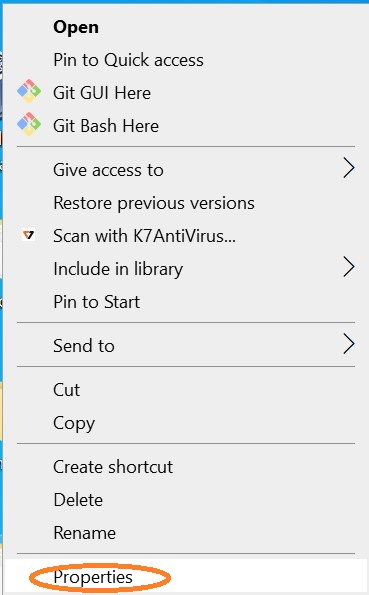 Open
Pin to Quick access
Git GUI Here
Git Bash Here
Give access to
Restore previous versions
Scan with K7AntiVirus...
Include in library
Pin to Start
Send to
Cut
Copy
Create shortcut
Delete
Rename
Properties